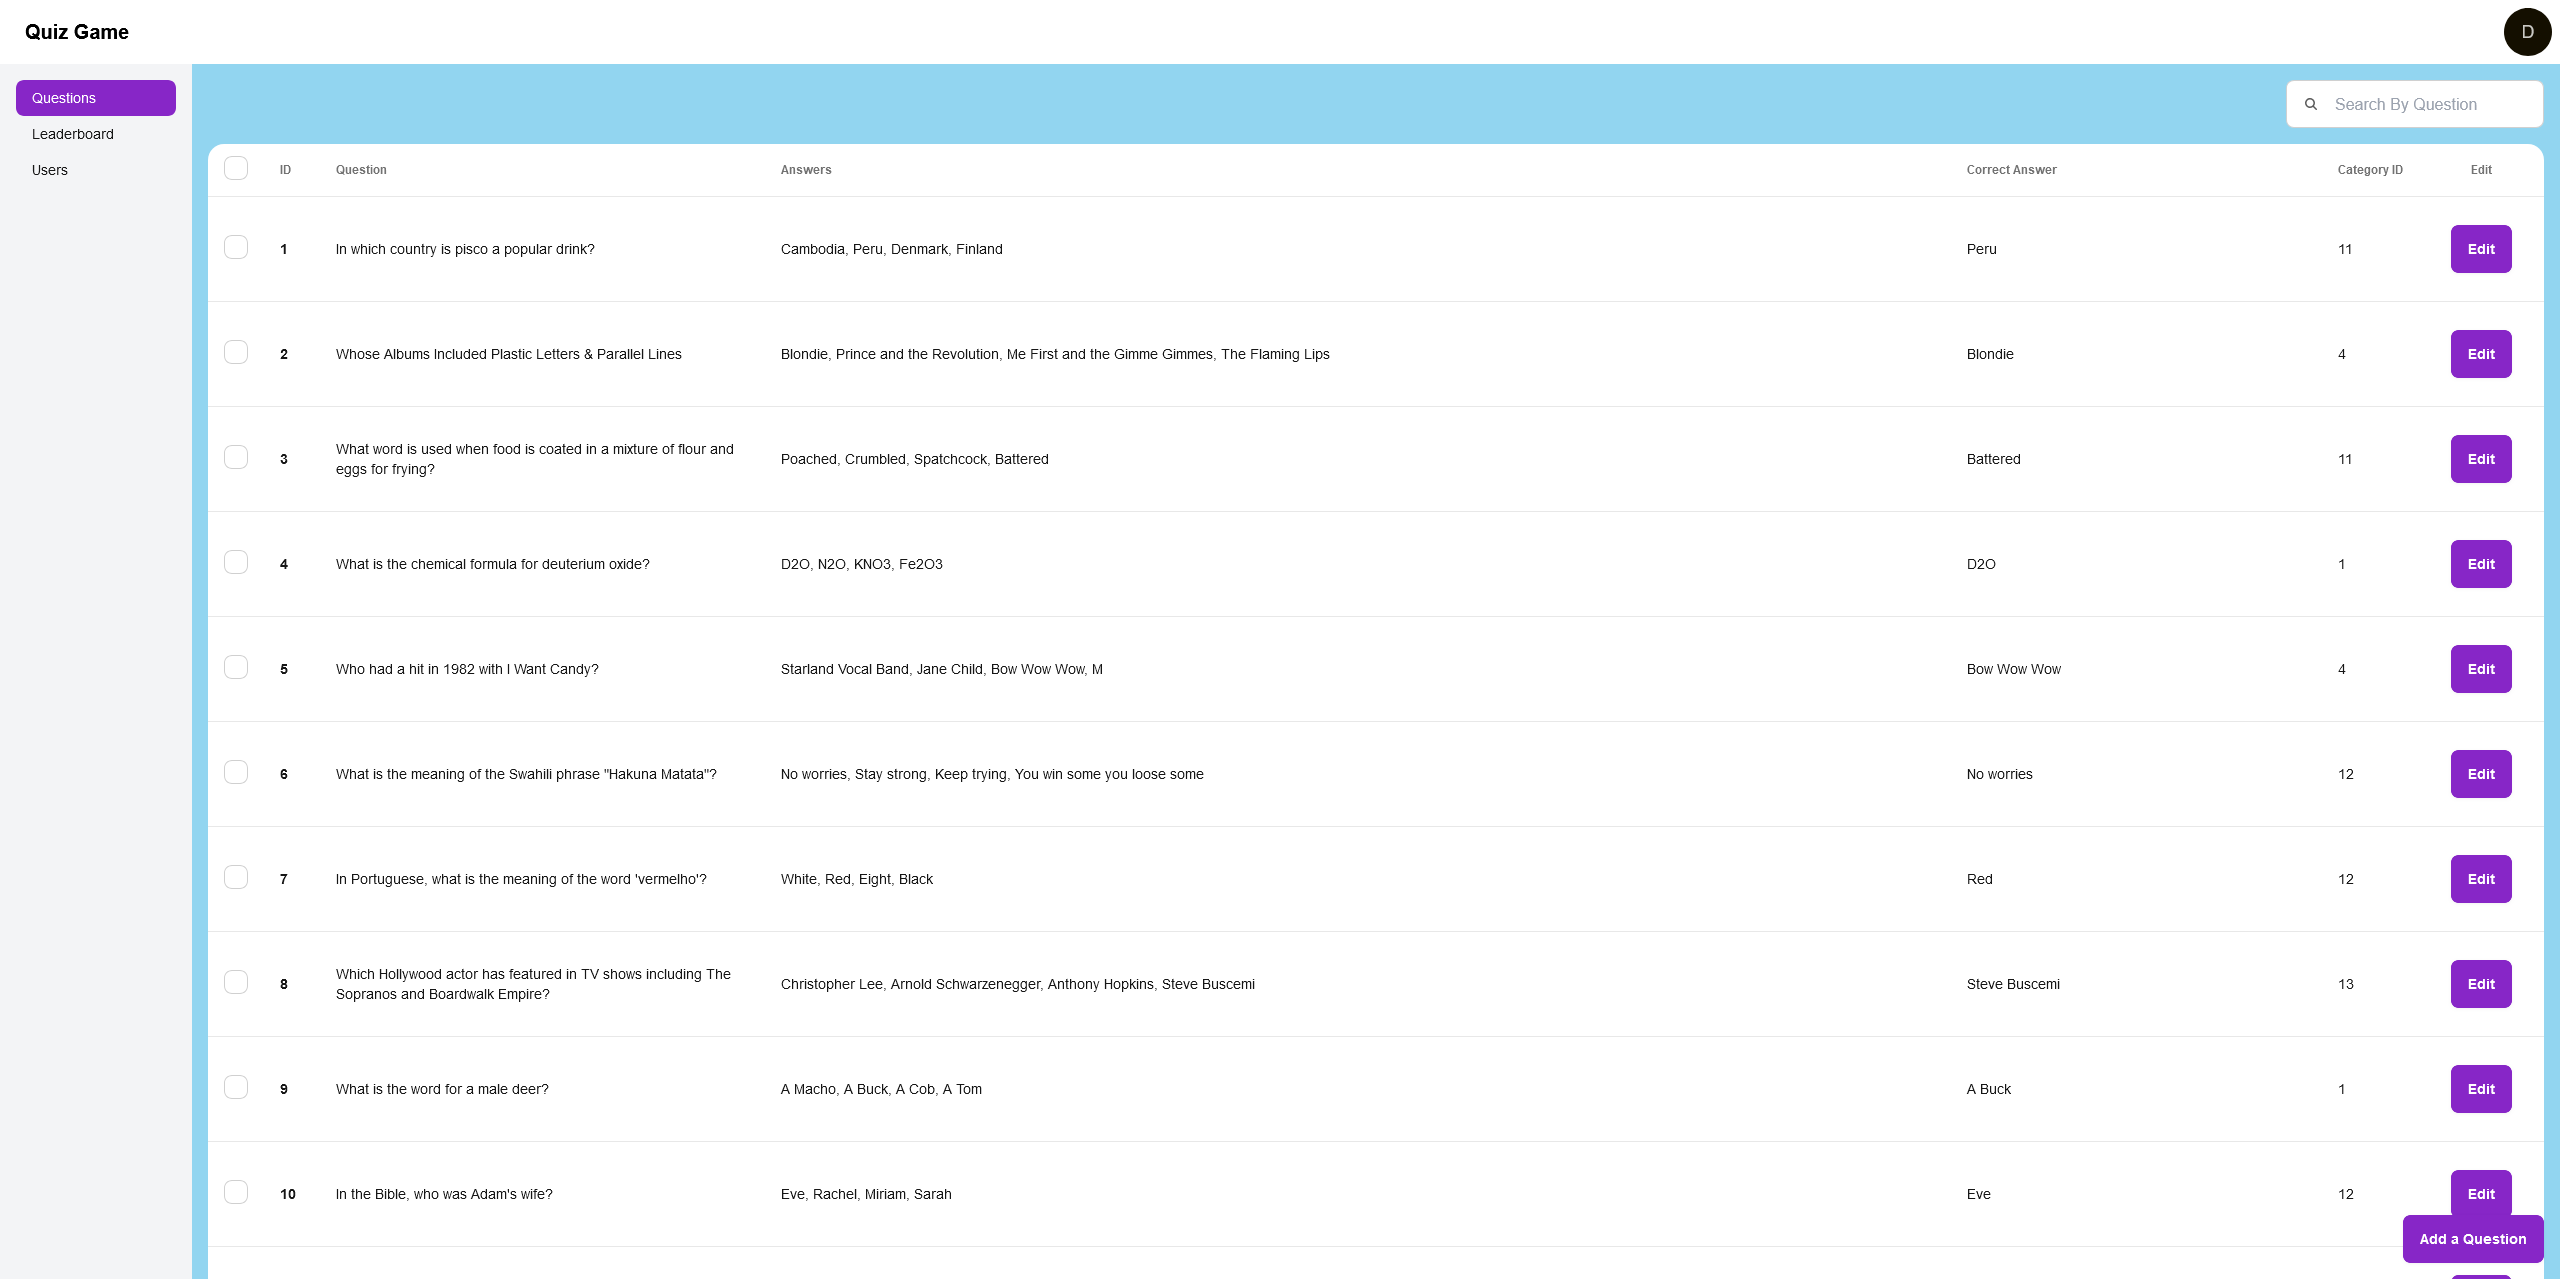 Quiz Game
D
Questions
Leaderboard
Users
Search By Question
ID Question Answers Correct Answer Category ID Edit
1 In which country is pisco a popular drink? Cambodia, Peru, Denmark, Finland Peru 11 Edit
2 Whose Albums Included Plastic Letters & Parallel Lines Blondie, Prince and the Revolution, Me First and the Gimme Gimmes, The Flaming Lips Blondie 4 Edit
3 What word is used when food is coated in a mixture of flour and
eggs for frying? Poached, Crumbled, Spatchcock, Battered Battered 11 Edit
4 What is the chemical formula for deuterium oxide? D2O, N2O, KNO3, Fe2O3 D2O 1 Edit
5 Who had a hit in 1982 with I Want Candy? Starland Vocal Band, Jane Child, Bow Wow Wow, M Bow Wow Wow 4 Edit
6 What is the meaning of the Swahili phrase "Hakuna Matata"? No worries, Stay strong, Keep trying, You win some you loose some No worries 12 Edit
7 In Portuguese, what is the meaning of the word 'vermelho'? White, Red, Eight, Black Red 12 Edit
8 Which Hollywood actor has featured in TV shows including The
Sopranos and Boardwalk Empire? Christopher Lee, Arnold Schwarzenegger, Anthony Hopkins, Steve Buscemi Steve Buscemi 13 Edit
9 What is the word for a male deer? A Macho, A Buck, A Cob, A Tom A Buck 1 Edit
10 In the Bible, who was Adam's wife? Eve, Rachel, Miriam, Sarah Eve 12 Edit
Add a Question